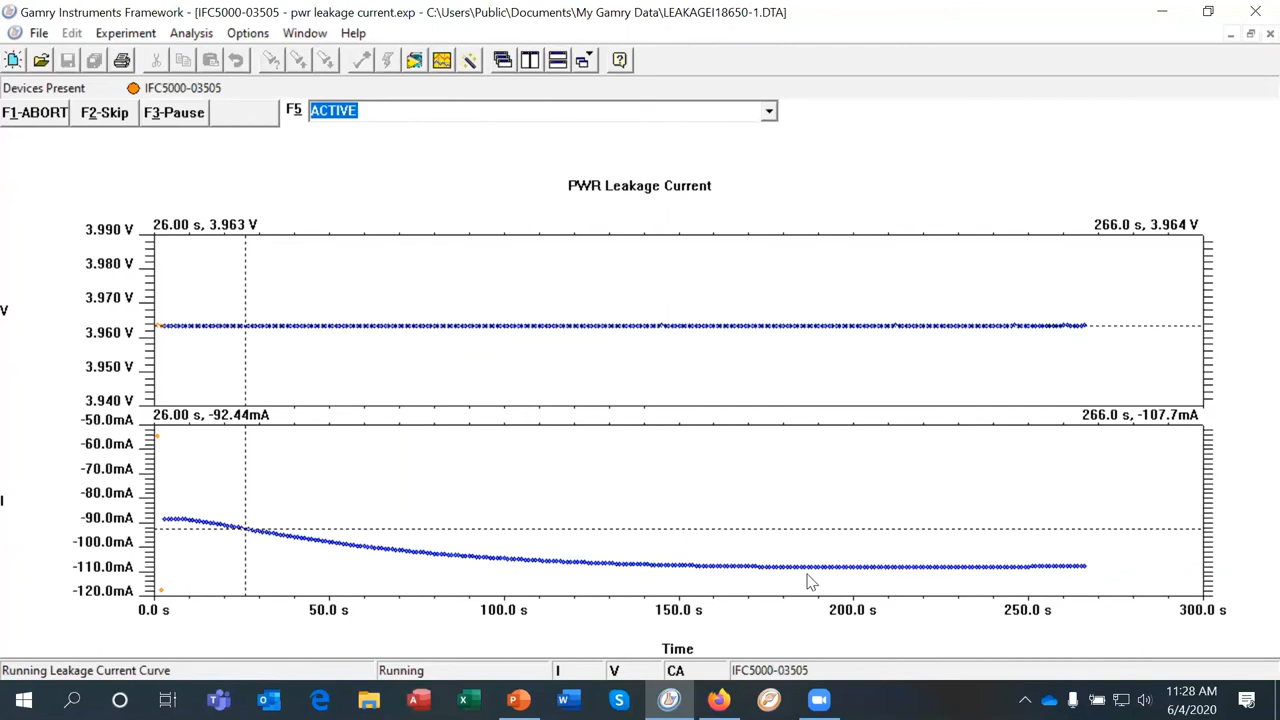 Gamry Instruments Framework - [IFC5000-03505 - pwr leakage current.exp - C:\Users\Public\Documents\My Gamry Data\LEAKAGEI18650-1.DTA]
File Edit Experiment Analysis Options Window Help
Devices Present IFC5000-03505
F1-ABORT F2-Skip F3-Pause F5 ACTIVE
PWR Leakage Current
26.00 s, 3.963 V 266.0 s, 3.964 V
3.990 V
3.980 V
3.970 V
V
3.960 V
3.950 V
3.940 V
26.00 s, -92.44mA 266.0 s, -107.7mA
-50.0mA
-60.0mA
-70.0mA
-80.0mA
I
-90.0mA
-100.0mA
-110.0mA
-120.0mA
0.0 s 50.0 s 100.0 s 150.0 s 200.0 s 250.0 s 300.0 s
Time
Running Leakage Current Curve Running I V CA IFC5000-03505
11:28 AM
6/4/2020